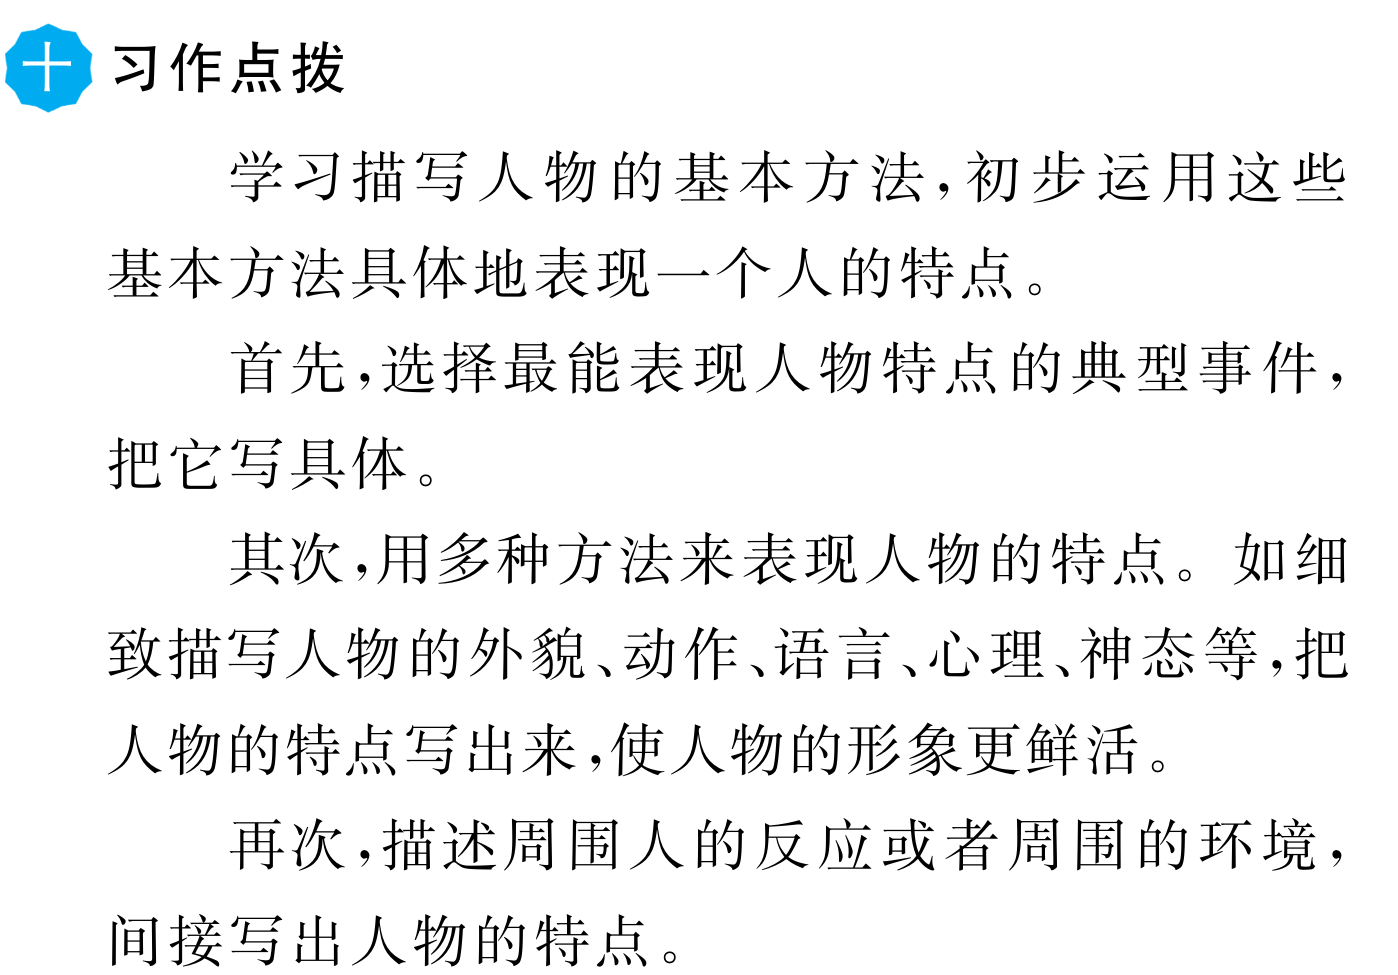 十 习作点拨
学习描写人物的基本方法,初步运用这些
基本方法具体地表现一个人的特点。
首先,选择最能表现人物特点的典型事件,
把它写具体。
其次,用多种方法来表现人物的特点。如细
致描写人物的外貌、动作、语言、心理、神态等,把
人物的特点写出来,使人物的形象更鲜活。
再次,描述周围人的反应或者周围的环境,
间接写出人物的特点。